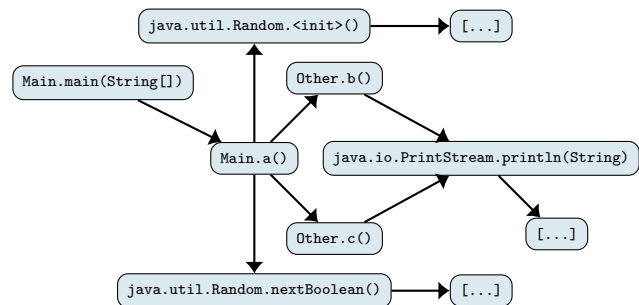 java.util.Random.<init>()
[...]
Main.main(String[])
Other.b()
Main.a()
java.io.PrintStream.println(String)
Other.c()
[...]
java.util.Random.nextBoolean()
[...]